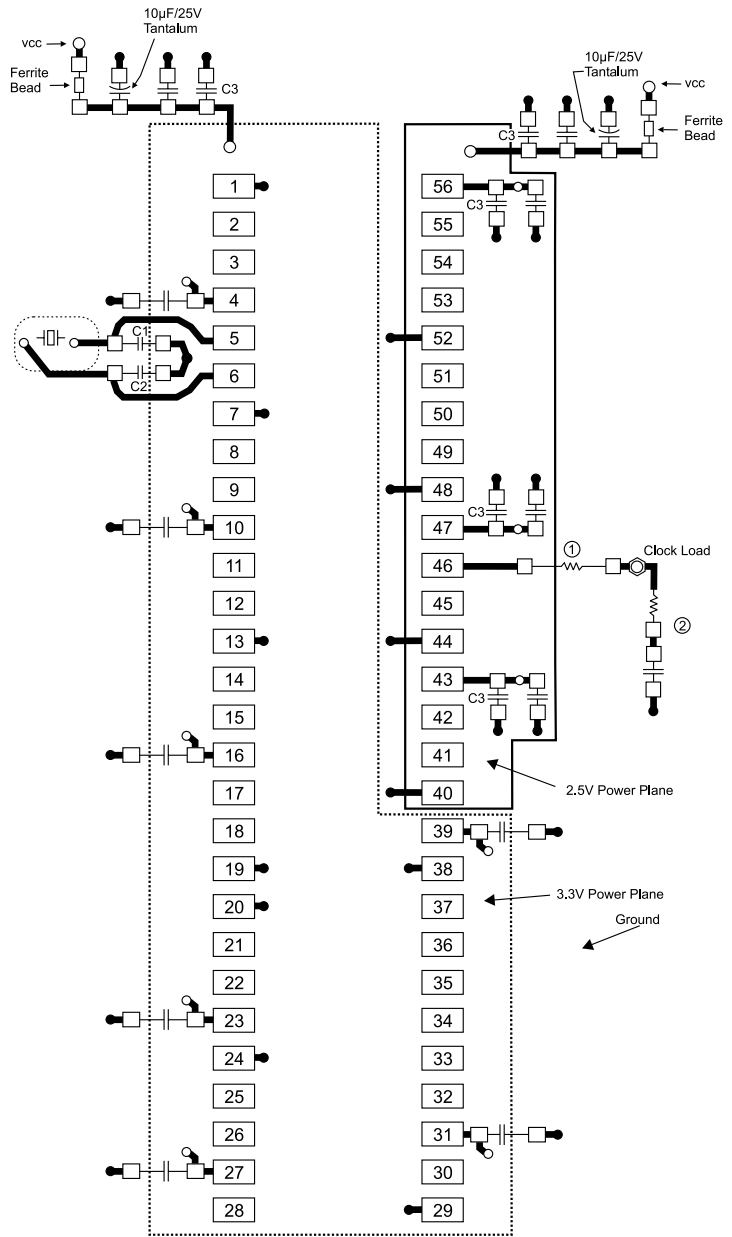 10µF/25V
Tantalum
vcc
Ferrite
Bead
C3
10µF/25V
Tantalum
vcc
C3
Ferrite
Bead
1
56
C3
2
55
3
54
4
53
C1
5
52
C2
6
51
7
50
8
49
9
48
C3
10
47
1
Clock Load
11
46
12
45
2
13
44
14
43
C3
15
42
16
41
2.5V Power Plane
17
40
18
39
19
38
3.3V Power Plane
20
37
Ground
21
36
22
35
23
34
24
33
25
32
26
31
27
30
28
29